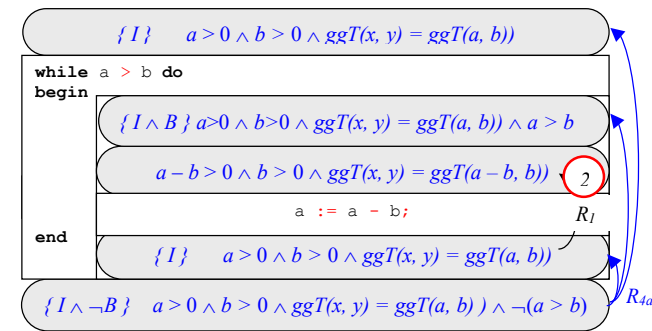 { I } a > 0 ∧ b > 0 ∧ ggT(x, y) = ggT(a, b))
while a > b do
begin
{ I ∧ B } a>0 ∧ b>0 ∧ ggT(x, y) = ggT(a, b)) ∧ a > b
a – b > 0 ∧ b > 0 ∧ ggT(x, y) = ggT(a – b, b))
2
a := a - b;
R1
end
{ I } a > 0 ∧ b > 0 ∧ ggT(x, y) = ggT(a, b))
{ I ∧ ¬B } a > 0 ∧ b > 0 ∧ ggT(x, y) = ggT(a, b) ) ∧ ¬(a > b)
R4a